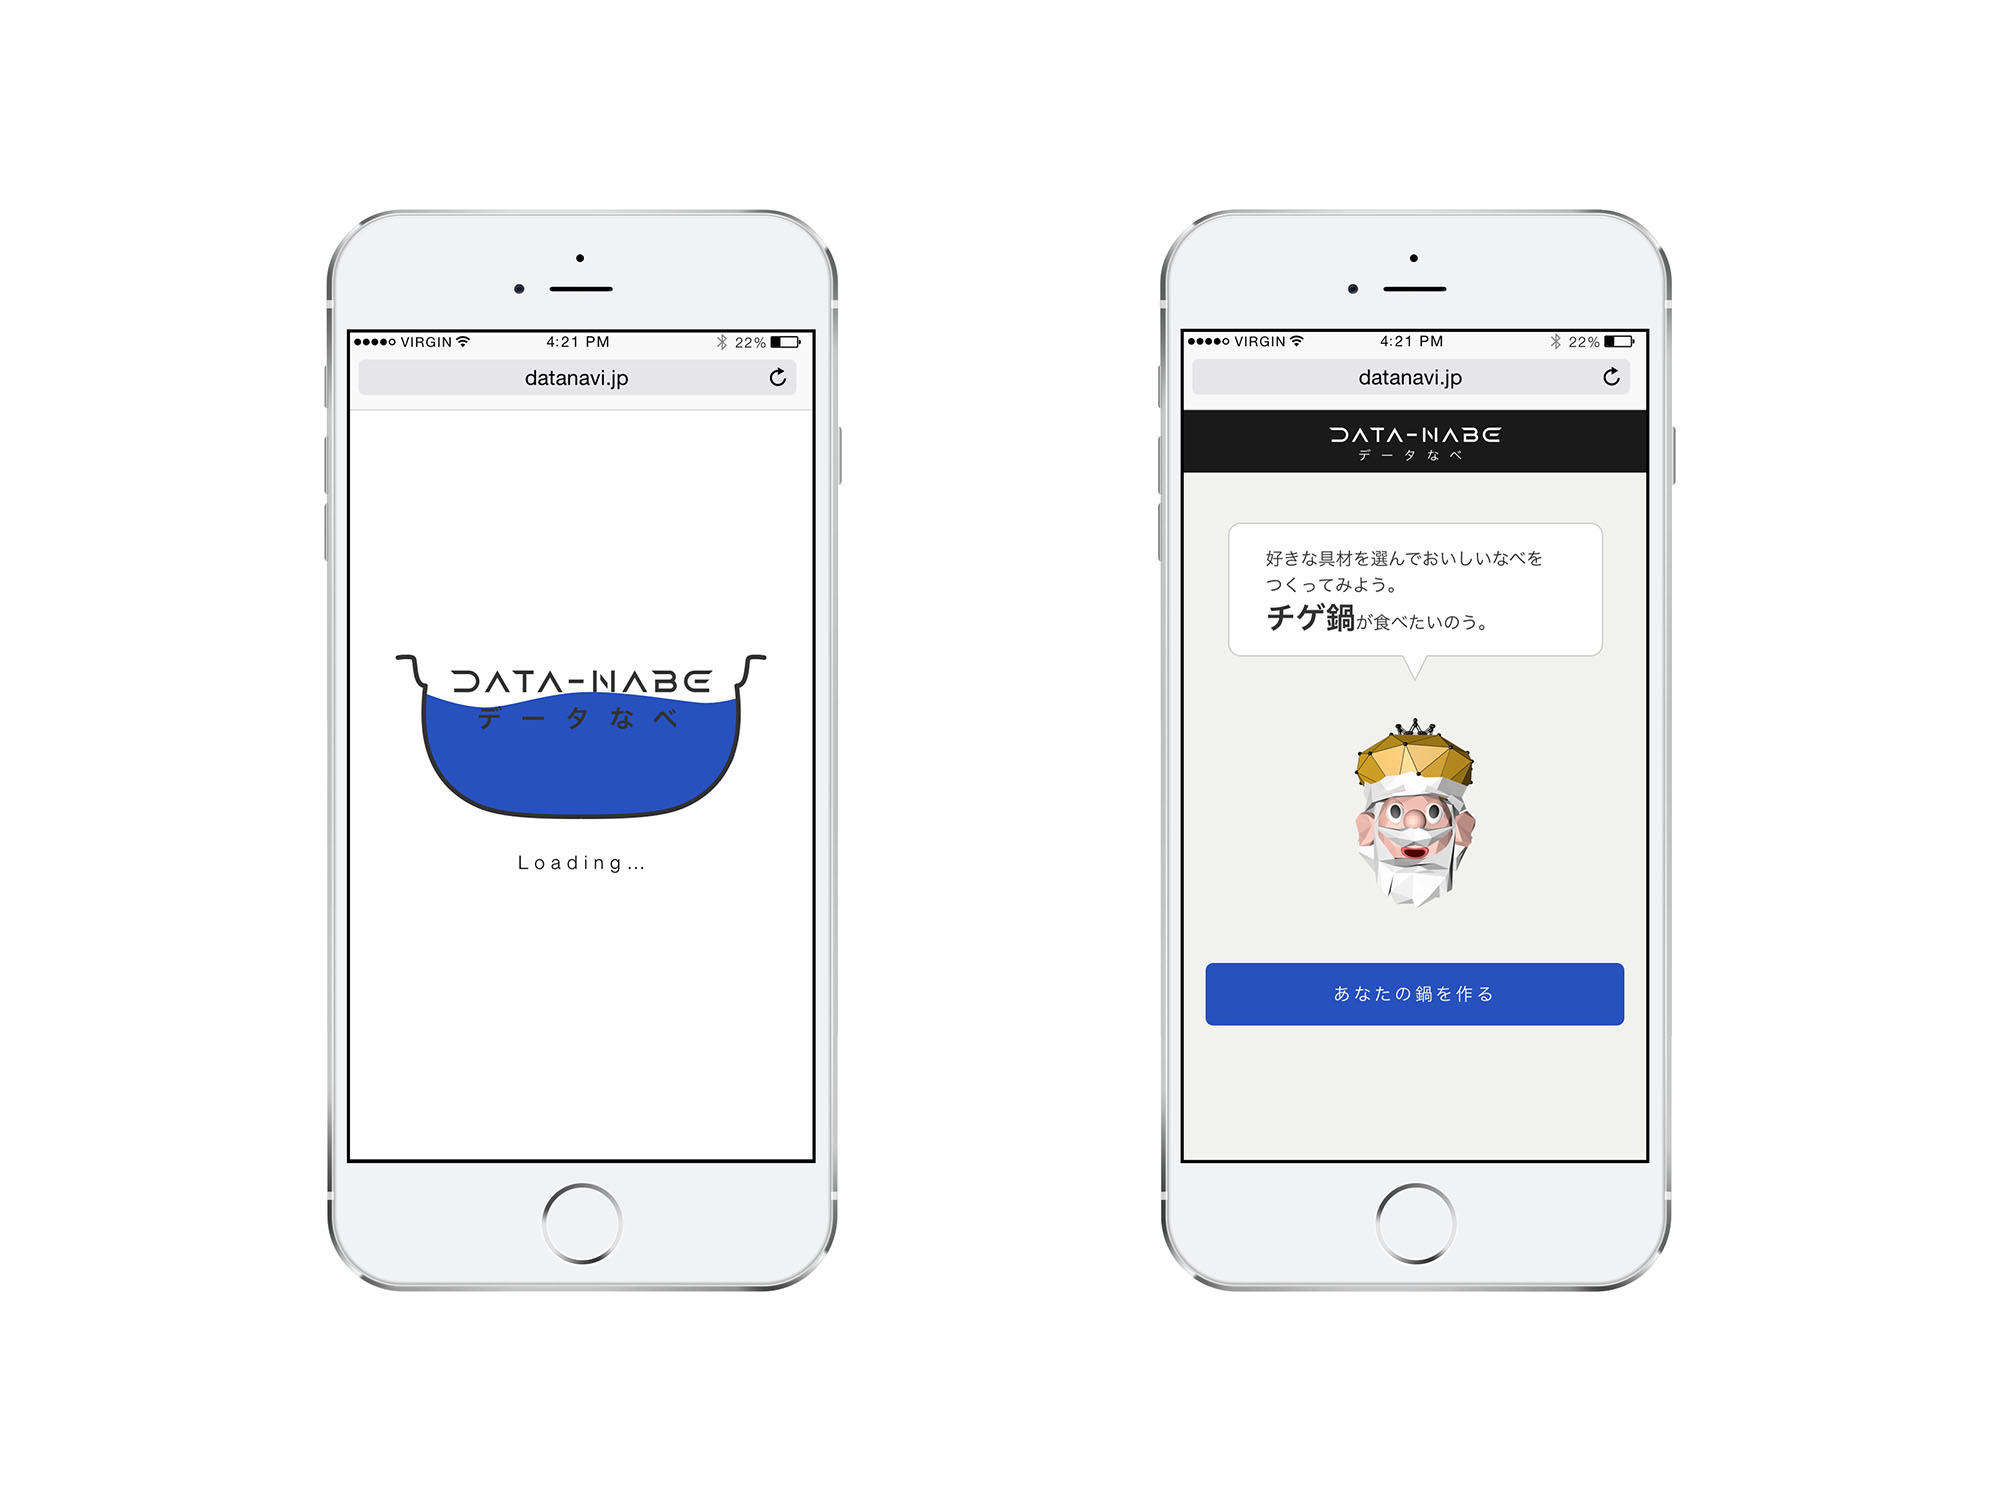 VIRGIN
4:21 PM
22%
datanavi.jp
DATA-NABE
データなべ
Loading...
VIRGIN
4:21 PM
22%
datanavi.jp
DATA-NABE
データなべ
好きな具材を選んでおいしいなべを
つくってみよう。
チゲ鍋が食べたいのう。
あなたの鍋を作る